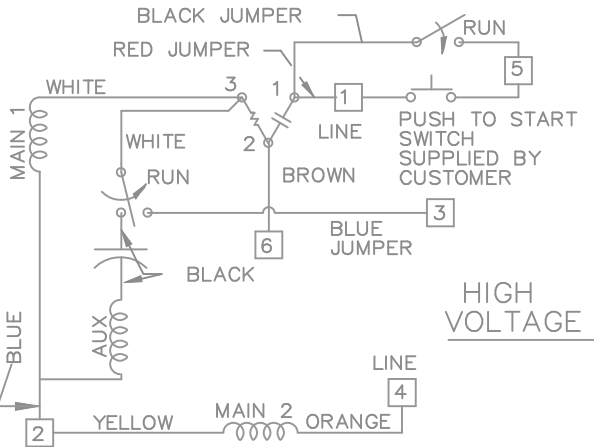 BLACK JUMPER
RUN
RED JUMPER
5
WHITE
3
1
1
MAIN 1
LINE
PUSH TO START
SWITCH
SUPPLIED BY
CUSTOMER
WHITE
2
BROWN
RUN
3
6
BLUE
JUMPER
BLACK
HIGH
VOLTAGE
BLUE
AUX
LINE
4
2
YELLOW
MAIN 2
ORANGE